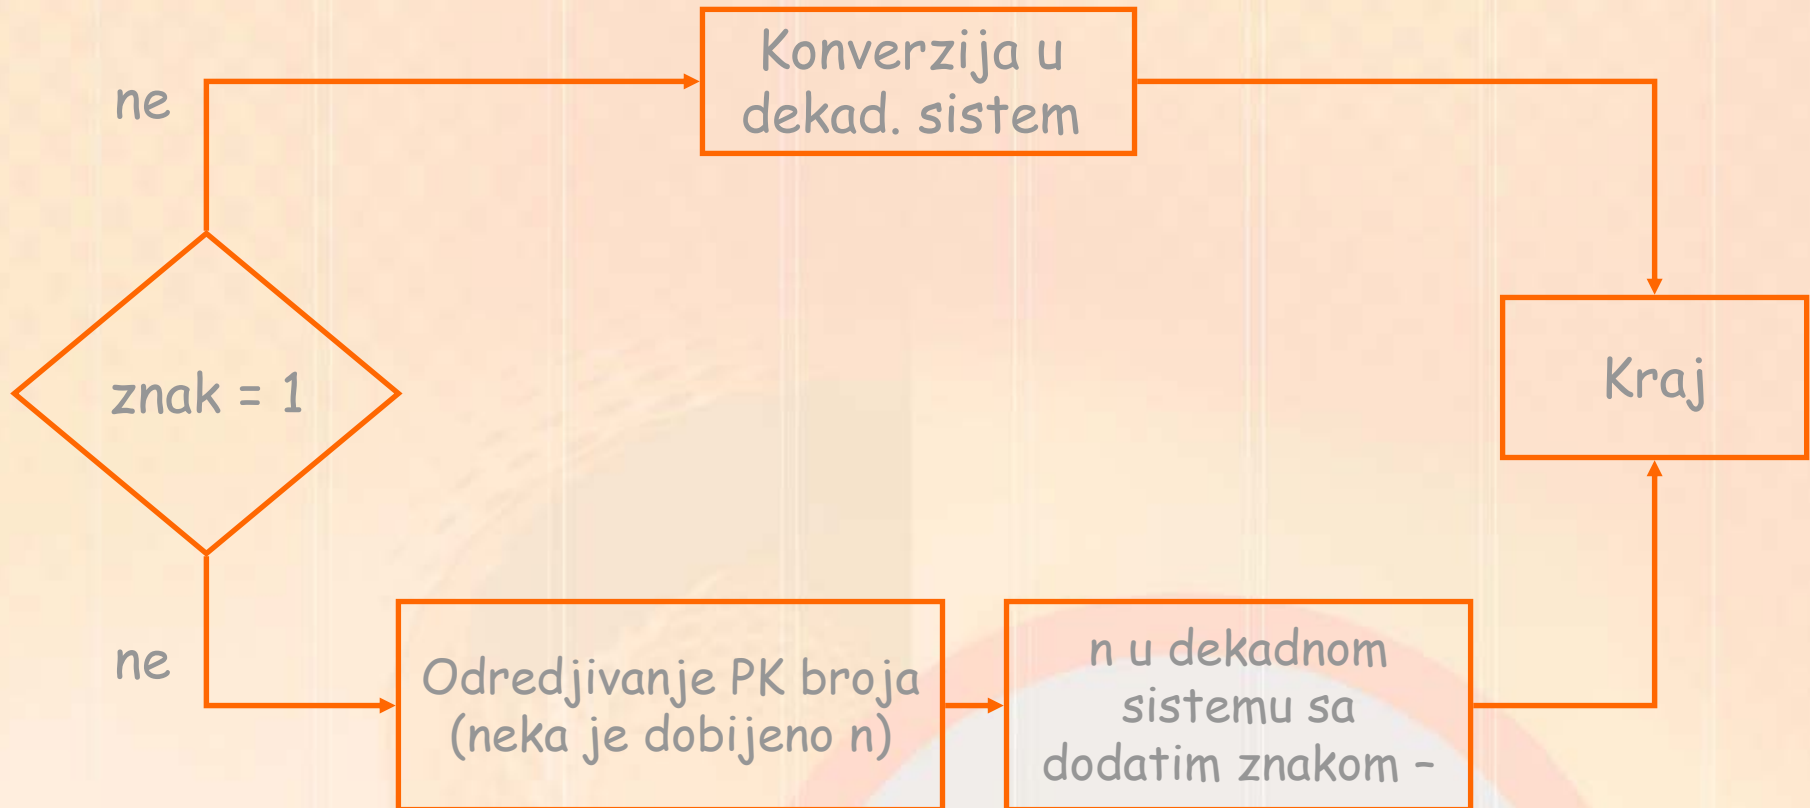 Konverzija u
dekad. sistem
ne
znak = 1
Kraj
ne
Odredjivanje PK broja
(neka je dobijeno n)
n u dekadnom
sistemu sa
dodatim znakom –